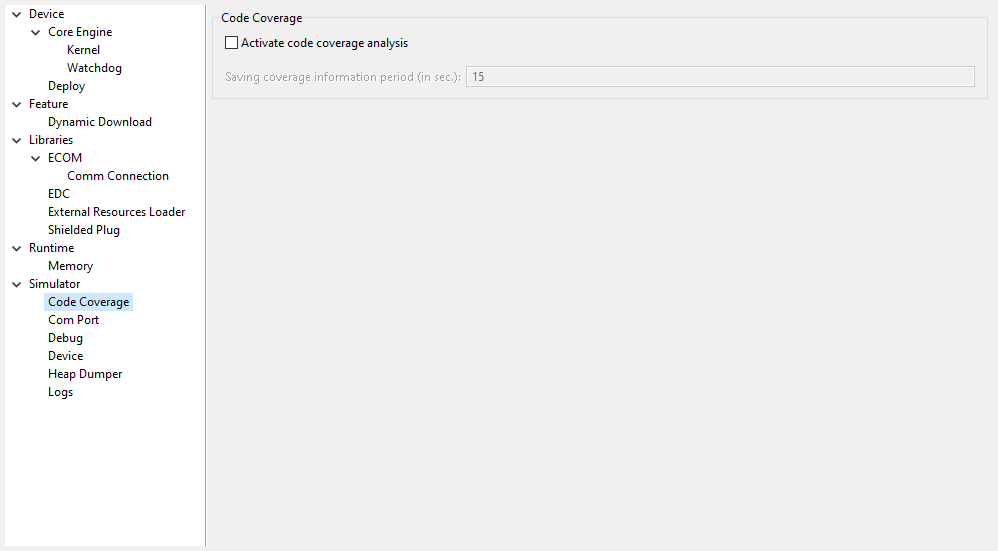 Device
Core Engine
Kernel
Watchdog
Deploy
Feature
Dynamic Download
Libraries
ECOM
Comm Connection
EDC
External Resources Loader
Shielded Plug
Runtime
Memory
Simulator
Code Coverage
Com Port
Debug
Device
Heap Dumper
Logs
Code Coverage
Activate code coverage analysis
Saving coverage information period (in sec.): 15